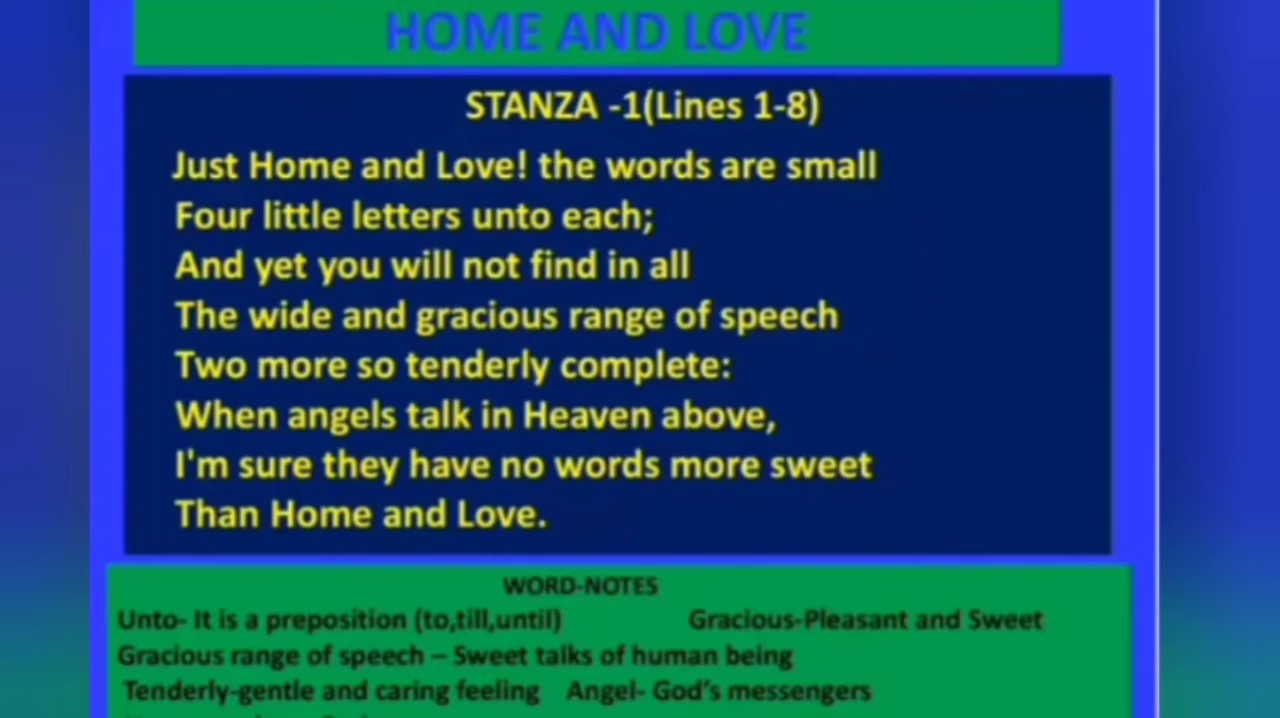 HOME AND LOVE
STANZA -1(Lines 1-8)
Just Home and Love! the words are small
Four little letters unto each;
And yet you will not find in all
The wide and gracious range of speech
Two more so tenderly complete:
When angels talk in Heaven above,
I'm sure they have no words more sweet
Than Home and Love.
WORD-NOTES
Unto- It is a preposition (to,till,until) Gracious-Pleasant and Sweet
Gracious range of speech – Sweet talks of human being
Tenderly-gentle and caring feeling Angel- God's messengers